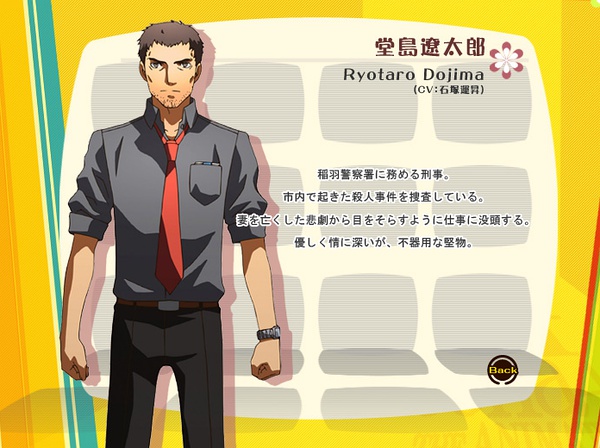 堂島遼太郎
Ryotaro Dojima
(CV:石塚運昇)
稲羽警察署に務める刑事。
市内で起きた殺人事件を捜査している。
妻を亡くした悲劇から目をそらすように仕事に没頭する。
優しく情に深いが、不器用な堅物。
Back